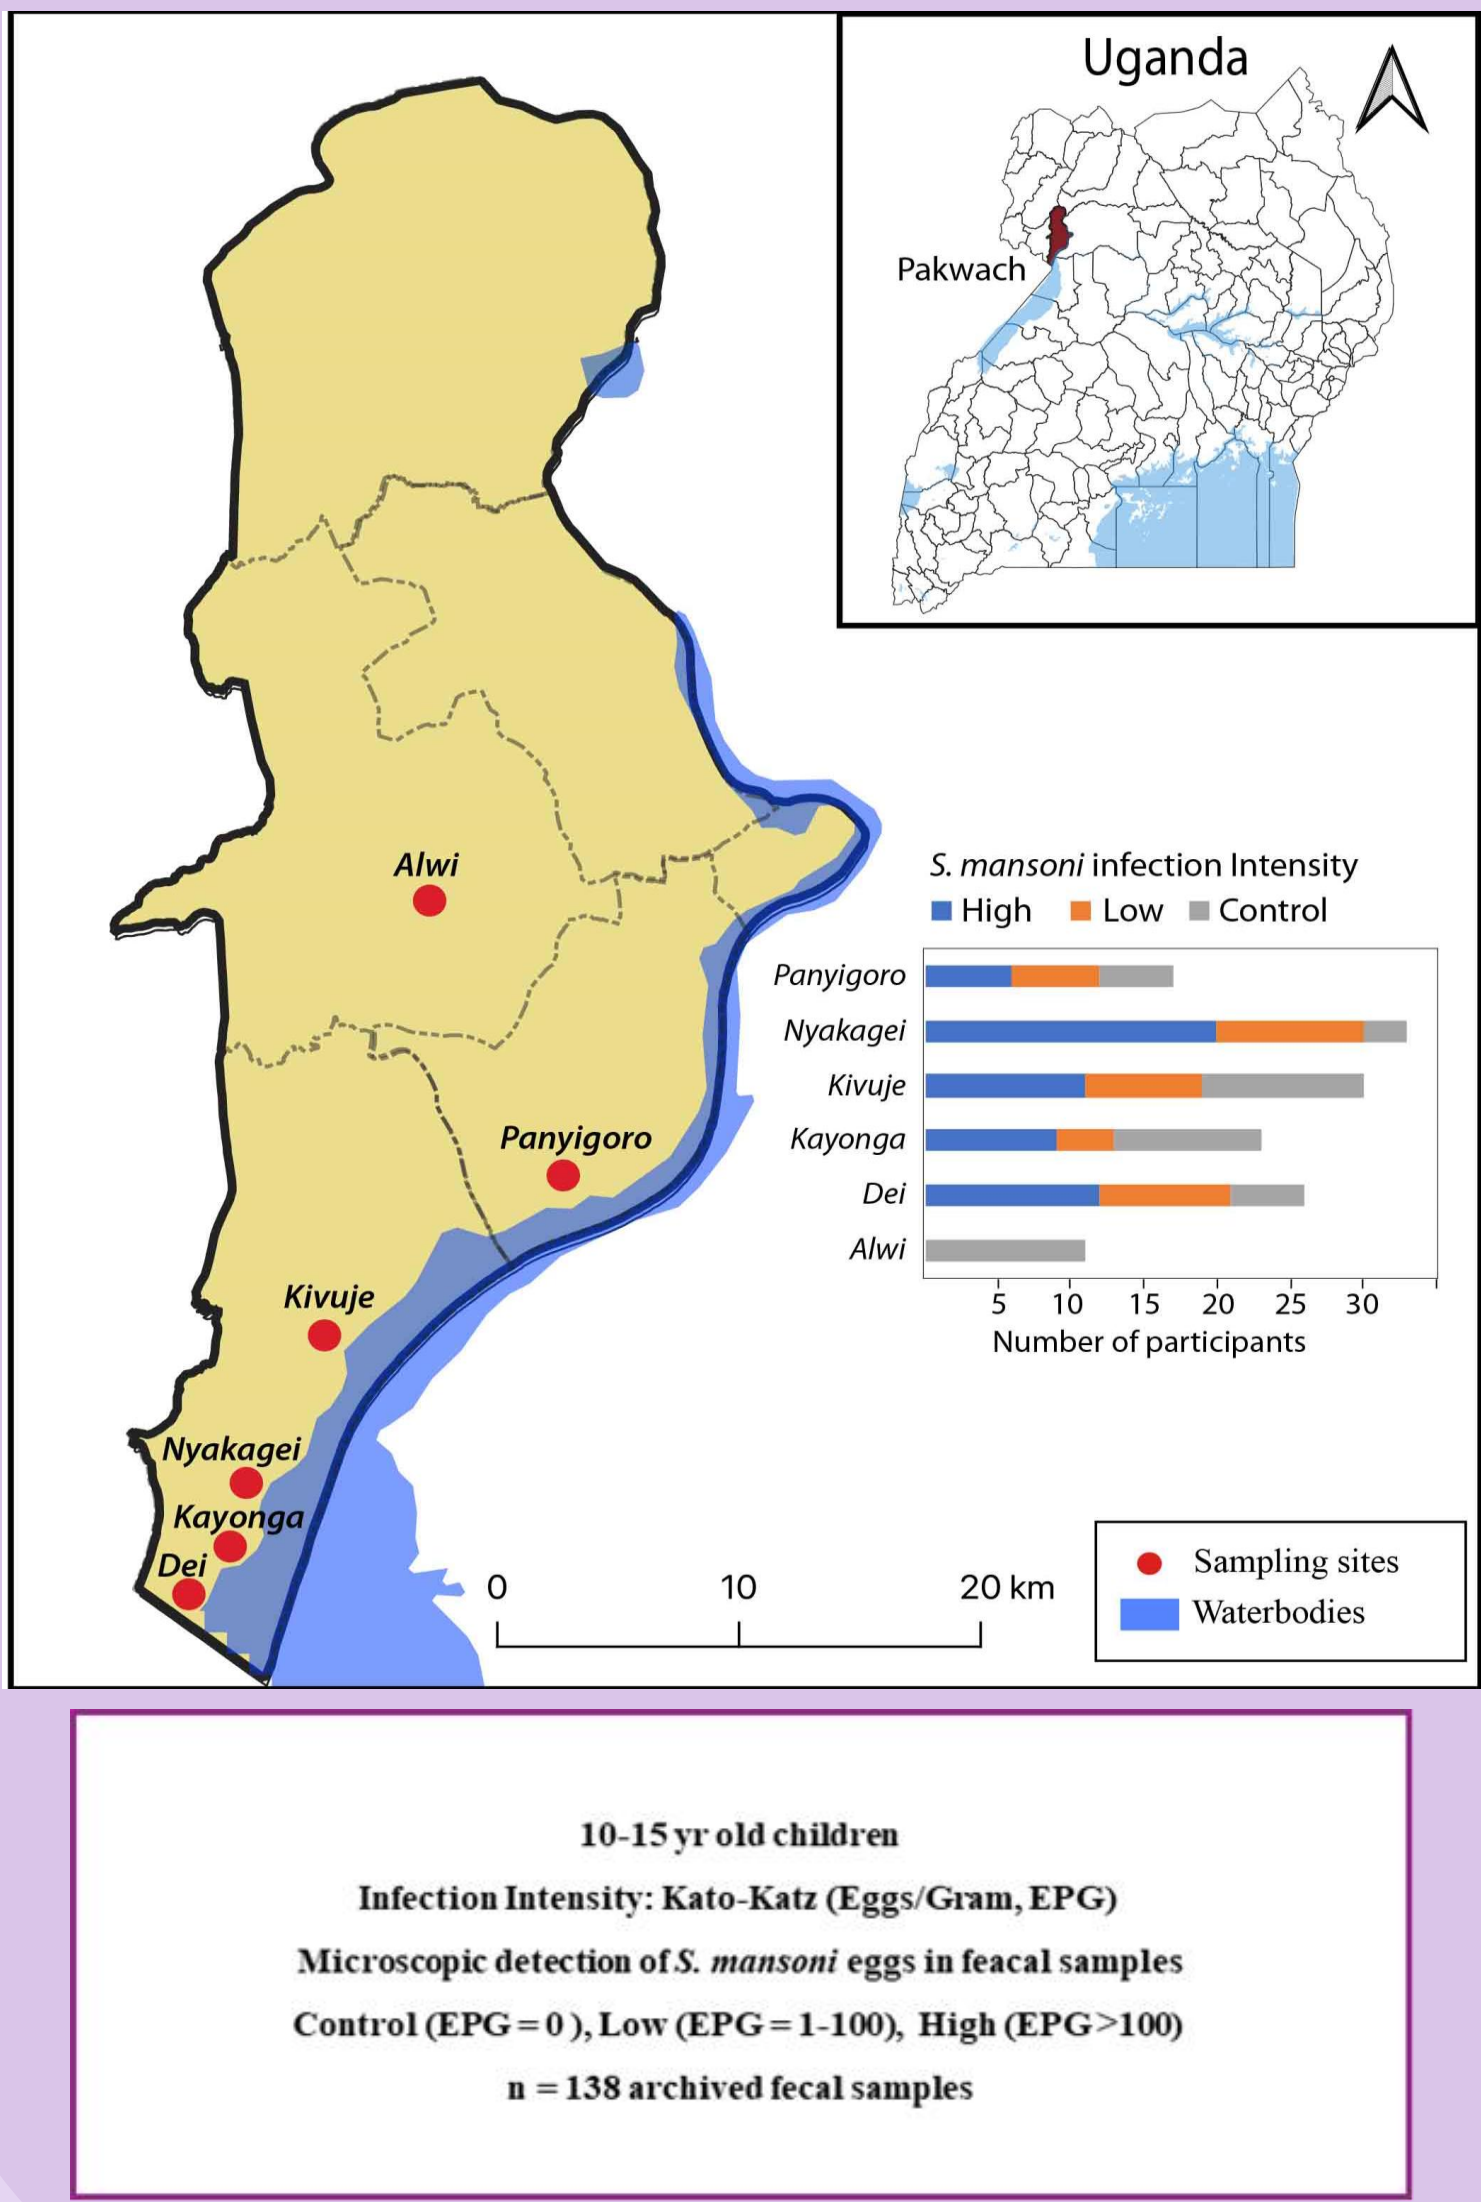 Uganda
Pakwach
Alwi
Panyigoro
Kivuje
Nyakagei
Kayonga
Dei
S. mansoni infection Intensity
High Low Control
Panyigoro
Nyakagei
Kivuje
Kayonga
Dei
Alwi
5 10 15 20 25 30
Number of participants
0 10 20 km
Sampling sites
Waterbodies
10-15 yr old children
Infection Intensity: Kato-Katz (Eggs/Gram, EPG)
Microscopic detection of S. mansoni eggs in feacal samples
Control (EPG = 0 ), Low (EPG = 1-100), High (EPG >100)
n = 138 archived fecal samples